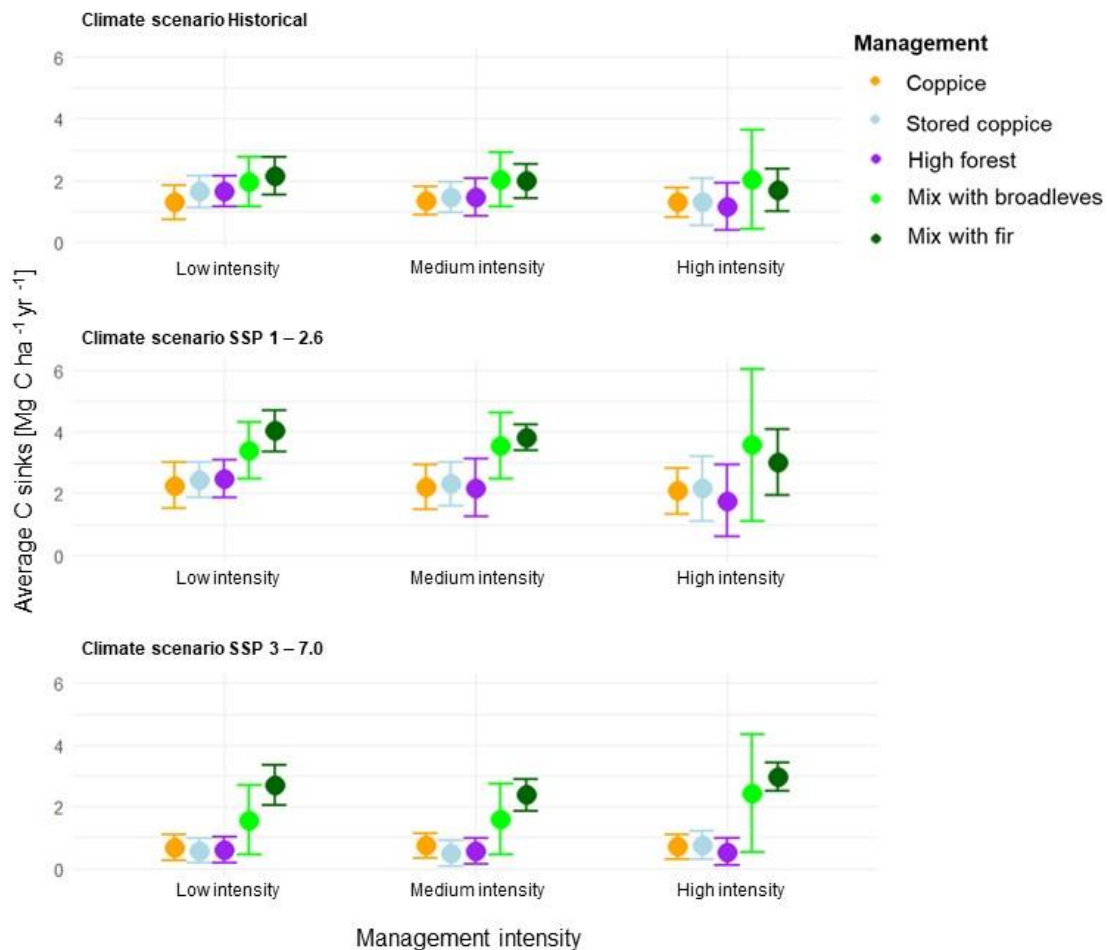 Climate scenario Historical
Management
Coppice
Stored coppice
High forest
Mix with broadleves
Mix with fir
6
4
2
0
Low intensity
Medium intensity
High intensity
Climate scenario SSP 1 – 2.6
6
4
2
0
Low intensity
Medium intensity
High intensity
Climate scenario SSP 3 – 7.0
6
4
2
0
Low intensity
Medium intensity
High intensity
Average C sinks [Mg C ha -1 yr -1]
Management intensity